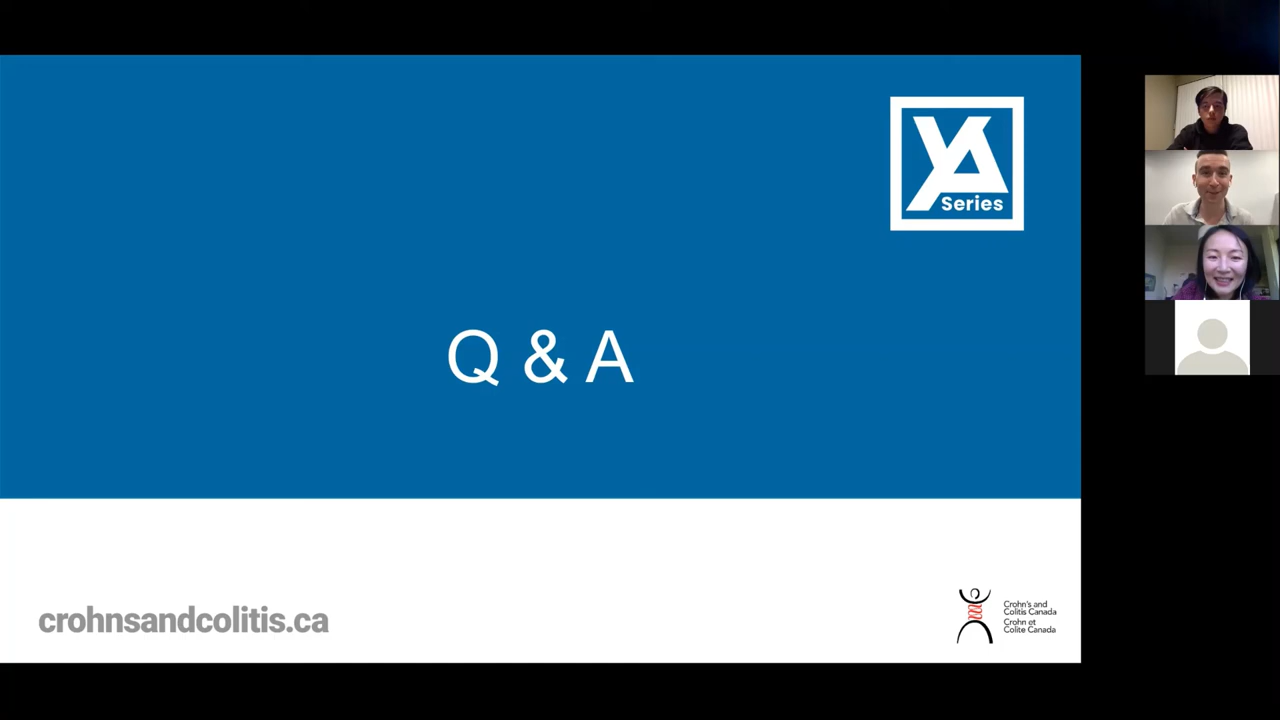 YA
Series
Q & A
crohnsandcolitis.ca
Crohn's and
Colitis Canada
Crohn et
Colite Canada